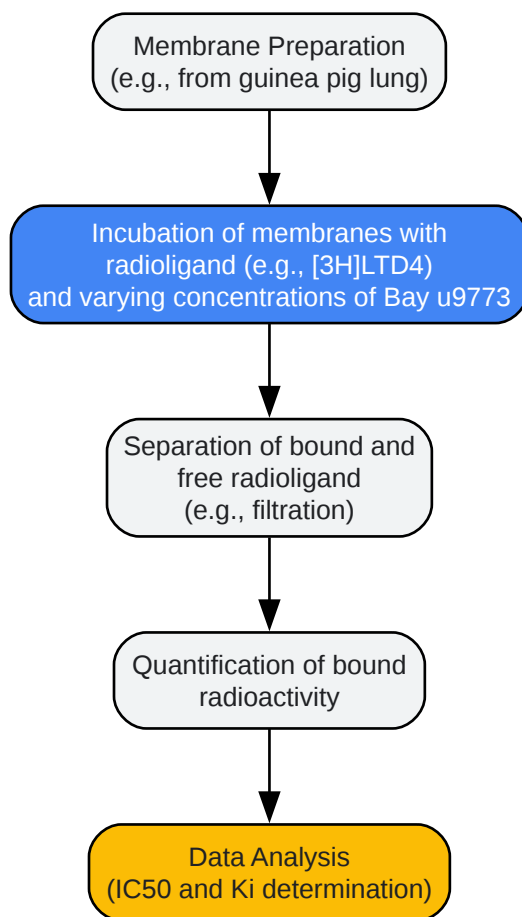 Membrane Preparation
(e.g., from guinea pig lung)
Incubation of membranes with
radioligand (e.g., [3H]LTD4)
and varying concentrations of Bay u9773
Separation of bound and
free radioligand
(e.g., filtration)
Quantification of bound
radioactivity
Data Analysis
(IC50 and Ki determination)